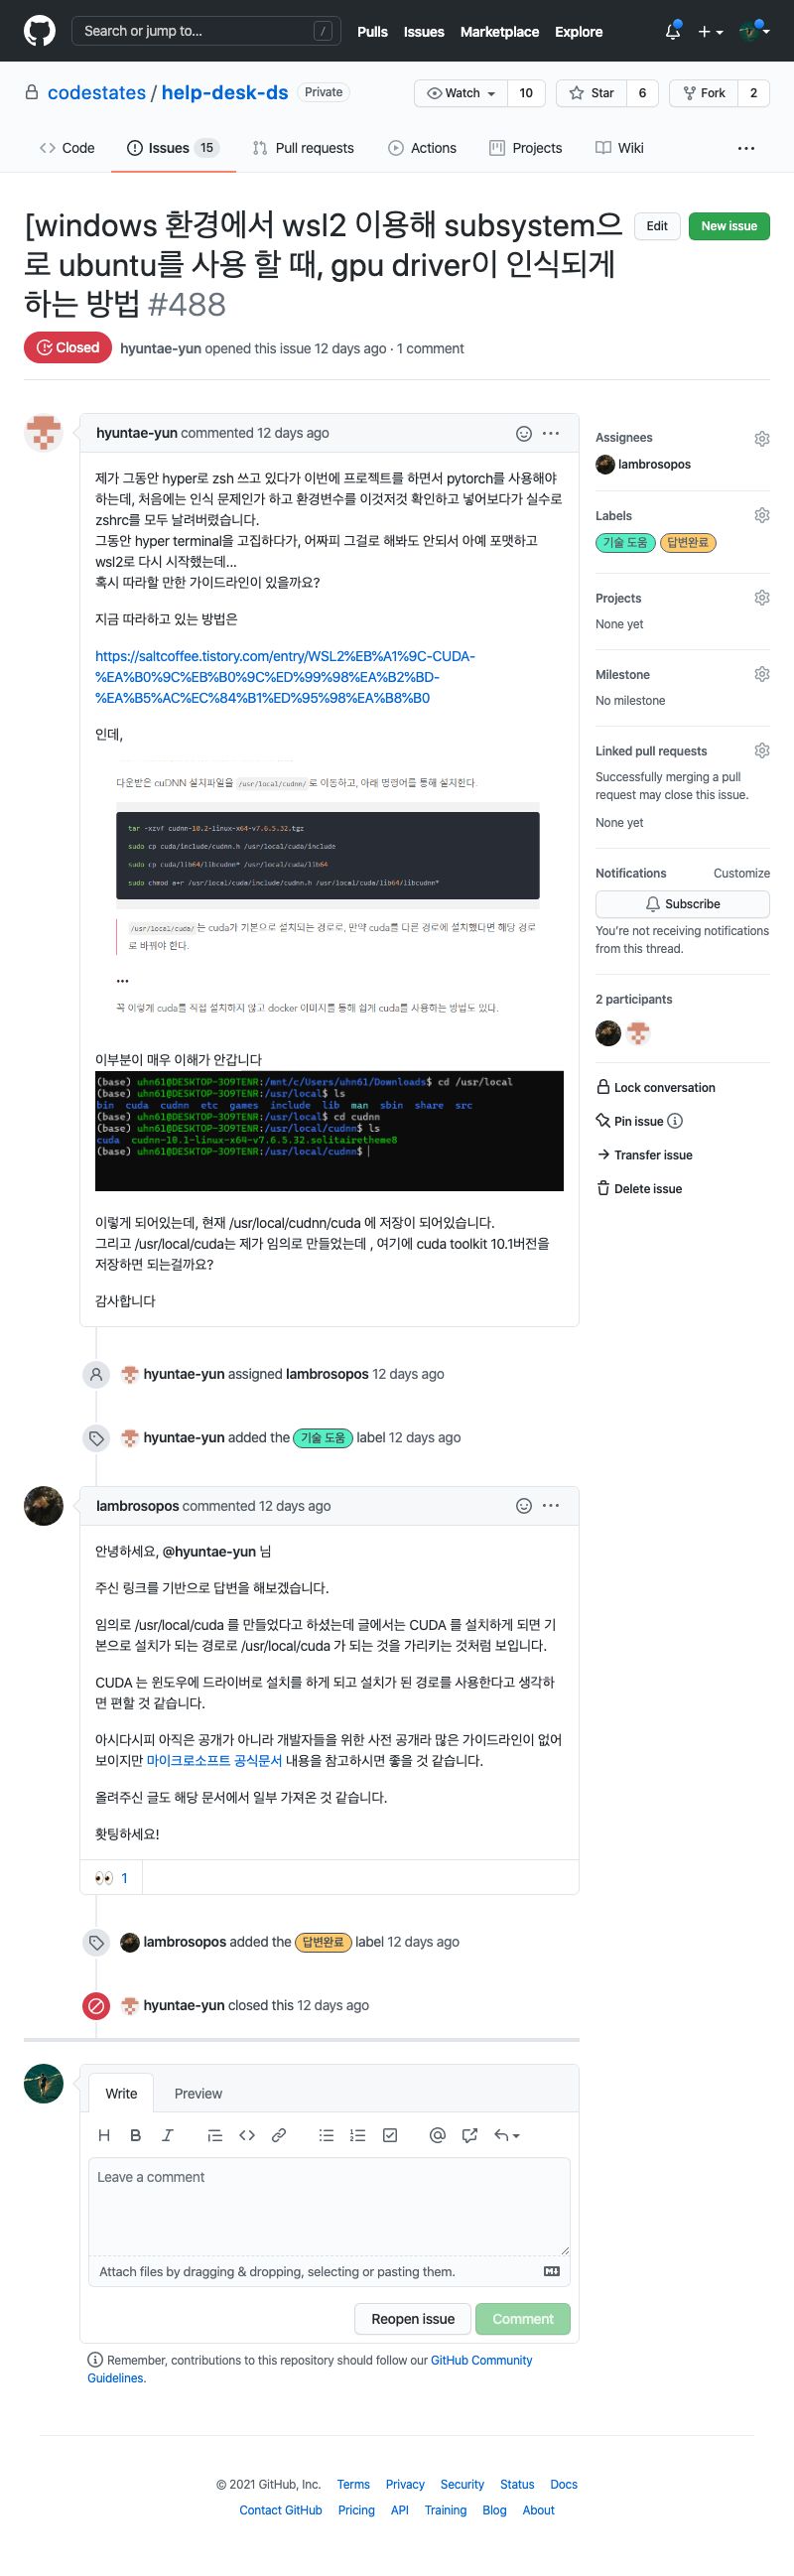 Search or jump to...
/
Pulls Issues Marketplace Explore
codestates / help-desk-ds Private
Watch 10 Star 6 Fork 2
Code Issues 15 Pull requests Actions Projects Wiki
[windows 환경에서 wsl2 이용해 subsystem으
로 ubuntu를 사용 할 때, gpu driver이 인식되게
하는 방법 #488
Edit New issue
Closed hyuntae-yun opened this issue 12 days ago · 1 comment
hyuntae-yun commented 12 days ago
제가 그동안 hyper로 zsh 쓰고 있다가 이번에 프로젝트를 하면서 pytorch를 사용해야
하는데, 처음에는 인식 문제인가 하고 환경변수를 이것저것 확인하고 넣어보다가 실수로
zshrc를 모두 날려버렸습니다.
그동안 hyper terminal을 고집하다가, 어짜피 그걸로 해봐도 안되서 아예 포맷하고
wsl2로 다시 시작했는데...
혹시 따라할 만한 가이드라인이 있을까요?
지금 따라하고 있는 방법은
https://saltcoffee.tistory.com/entry/WSL2%EB%A1%9C-CUDA-
%EA%B0%9C%EB%B0%9C%ED%99%98%EA%B2%BD-
%EA%B5%AC%EC%84%B1%ED%95%98%EA%B8%B0
인데,
다운받은 cuDNN 설치파일을 /usr/local/cudnn/ 로 이동하고, 아래 명령어를 통해 설치한다.
tar -xzvf cudnn-10.2-linux-x64-v7.6.5.32.tgz
sudo cp cuda/include/cudnn.h /usr/local/cuda/include
sudo cp cuda/lib64/libcudnn* /usr/local/cuda/lib64
sudo chmod a+r /usr/local/cuda/include/cudnn.h /usr/local/cuda/lib64/libcudnn*
/usr/local/cuda/ 는 cuda가 기본으로 설치되는 경로로, 만약 cuda를 다른 경로에 설치했다면 해당 경로
로 바꿔야 한다.
•••
꼭 이렇게 cuda를 직접 설치하지 않고 docker 이미지를 통해 쉽게 cuda를 사용하는 방법도 있다.
이부분이 매우 이해가 안갑니다
(base) uhn61@DESKTOP-3O9TENR:/mnt/c/Users/uhn61/Downloads$ cd /usr/local
(base) uhn61@DESKTOP-3O9TENR:/usr/local$ ls
bin cuda cudnn etc games include lib man sbin share src
(base) uhn61@DESKTOP-3O9TENR:/usr/local$ cd cudnn
(base) uhn61@DESKTOP-3O9TENR:/usr/local/cudnn$ ls
cuda cudnn-10.1-linux-x64-v7.6.5.32.solitairetheme8
(base) uhn61@DESKTOP-3O9TENR:/usr/local/cudnn$
이렇게 되어있는데, 현재 /usr/local/cudnn/cuda 에 저장이 되어있습니다.
그리고 /usr/local/cuda는 제가 임의로 만들었는데 , 여기에 cuda toolkit 10.1버전을
저장하면 되는걸까요?
감사합니다
Assignees
lambrosopos
Labels
기술 도움 답변완료
Projects
None yet
Milestone
No milestone
Linked pull requests
Successfully merging a pull
request may close this issue.
None yet
Notifications Customize
Subscribe
You're not receiving notifications
from this thread.
2 participants
Lock conversation
Pin issue
Transfer issue
Delete issue
hyuntae-yun assigned lambrosopos 12 days ago
hyuntae-yun added the 기술 도움 label 12 days ago
lambrosopos commented 12 days ago
안녕하세요, @hyuntae-yun 님
주신 링크를 기반으로 답변을 해보겠습니다.
임의로 /usr/local/cuda 를 만들었다고 하셨는데 글에서는 CUDA 를 설치하게 되면 기
본으로 설치가 되는 경로로 /usr/local/cuda 가 되는 것을 가리키는 것처럼 보입니다.
CUDA 는 윈도우에 드라이버로 설치를 하게 되고 설치가 된 경로를 사용한다고 생각하
면 편할 것 같습니다.
아시다시피 아직은 공개가 아니라 개발자들을 위한 사전 공개라 많은 가이드라인이 없어
보이지만 마이크로소프트 공식문서 내용을 참고하시면 좋을 것 같습니다.
올려주신 글도 해당 문서에서 일부 가져온 것 같습니다.
홧팅하세요!
1
lambrosopos added the 답변완료 label 12 days ago
hyuntae-yun closed this 12 days ago
Write Preview
Leave a comment
Attach files by dragging & dropping, selecting or pasting them.
Reopen issue Comment
Remember, contributions to this repository should follow our GitHub Community
Guidelines.
© 2021 GitHub, Inc. Terms Privacy Security Status Docs
Contact GitHub Pricing API Training Blog About